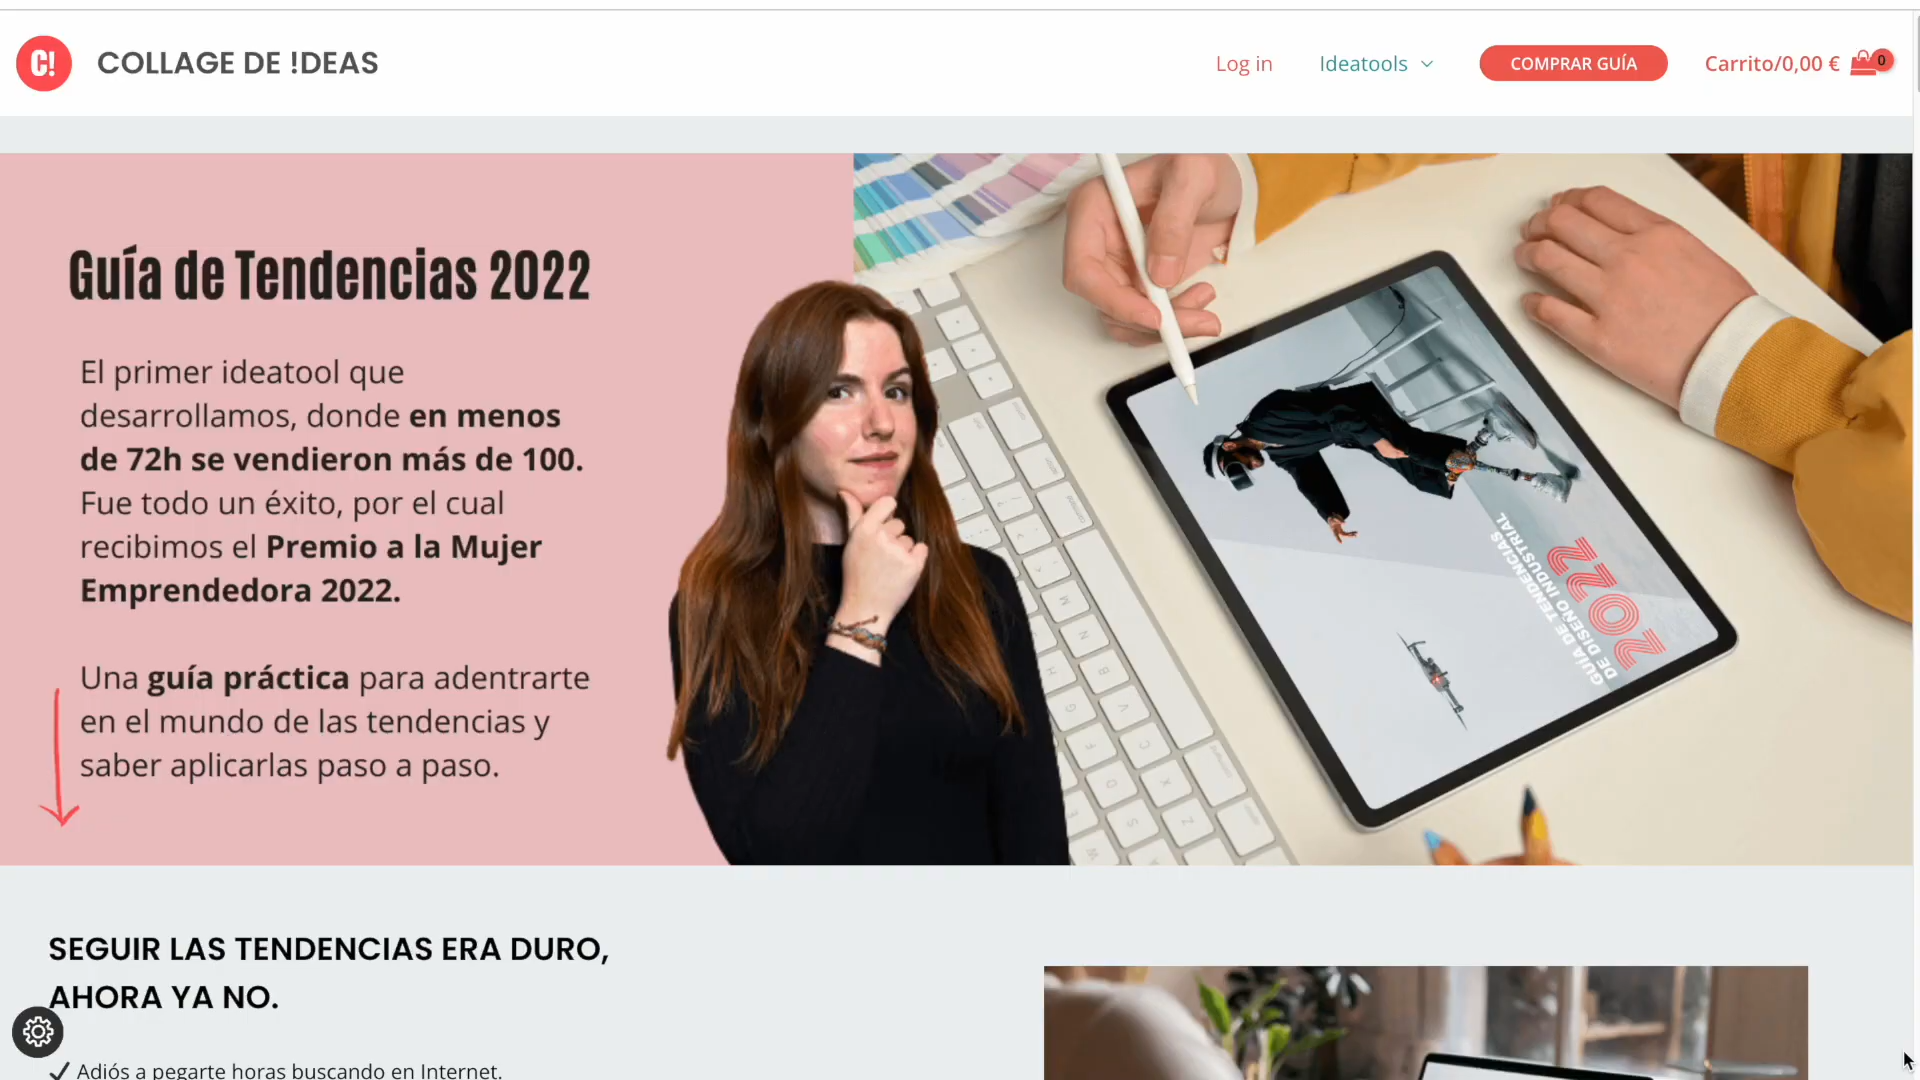 C!
COLLAGE DE !DEAS
Log in
Ideatools
COMPRAR GUÍA
Carrito/0,00 €
0
Guía de Tendencias 2022
El primer ideatool que
desarrollamos, donde en menos
de 72h se vendieron más de 100.
Fue todo un éxito, por el cual
recibimos el Premio a la Mujer
Emprendedora 2022.
Una guía práctica para adentrarte
en el mundo de las tendencias y
saber aplicarlas paso a paso.
GUÍA DE TENDENCIAS
DE DISEÑO INDUSTRIAL
2022
SEGUIR LAS TENDENCIAS ERA DURO,
AHORA YA NO.
Adiós a pegarte horas buscando en Internet.